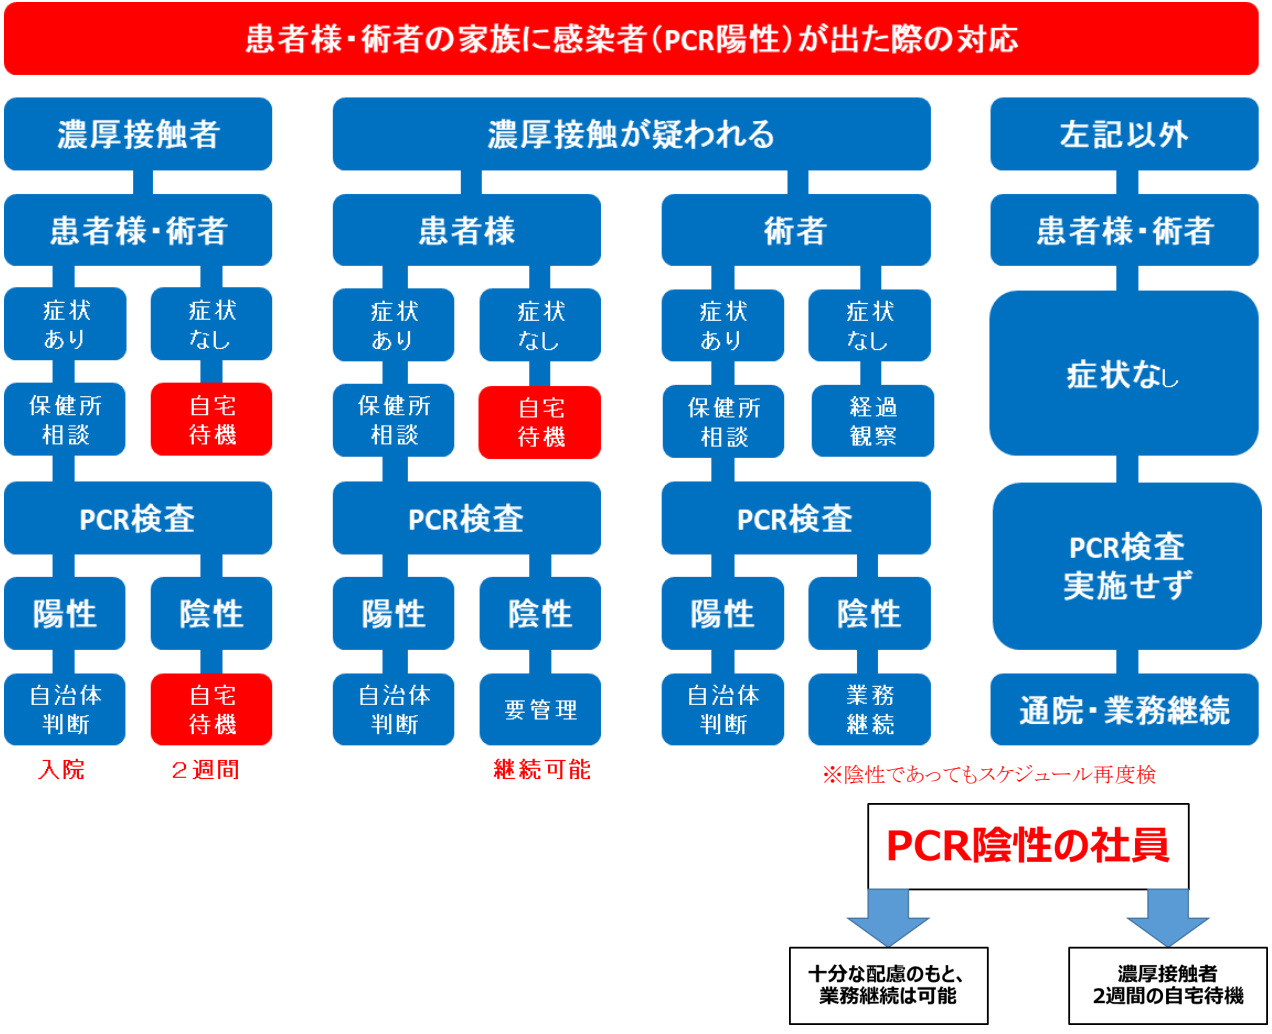 患者様・術者の家族に感染者（PCR陽性）が出た際の対応
濃厚接触者
濃厚接触が疑われる
左記以外
患者様・術者
患者様
術者
患者様・術者
症状
あり
症状
なし
症状
あり
症状
なし
症状
あり
症状
なし
症状なし
保健所
相談
自宅
待機
保健所
相談
自宅
待機
保健所
相談
経過
観察
PCR検査
PCR検査
PCR検査
PCR検査
実施せず
陽性
陰性
陽性
陰性
陽性
陰性
自治体
判断
自宅
待機
自治体
判断
要管理
自治体
判断
業務
継続
通院・業務継続
入院
２週間
継続可能
※陰性であってもスケジュール再度検
PCR陰性の社員
十分な配慮のもと、
業務継続は可能
濃厚接触者
2週間の自宅待機